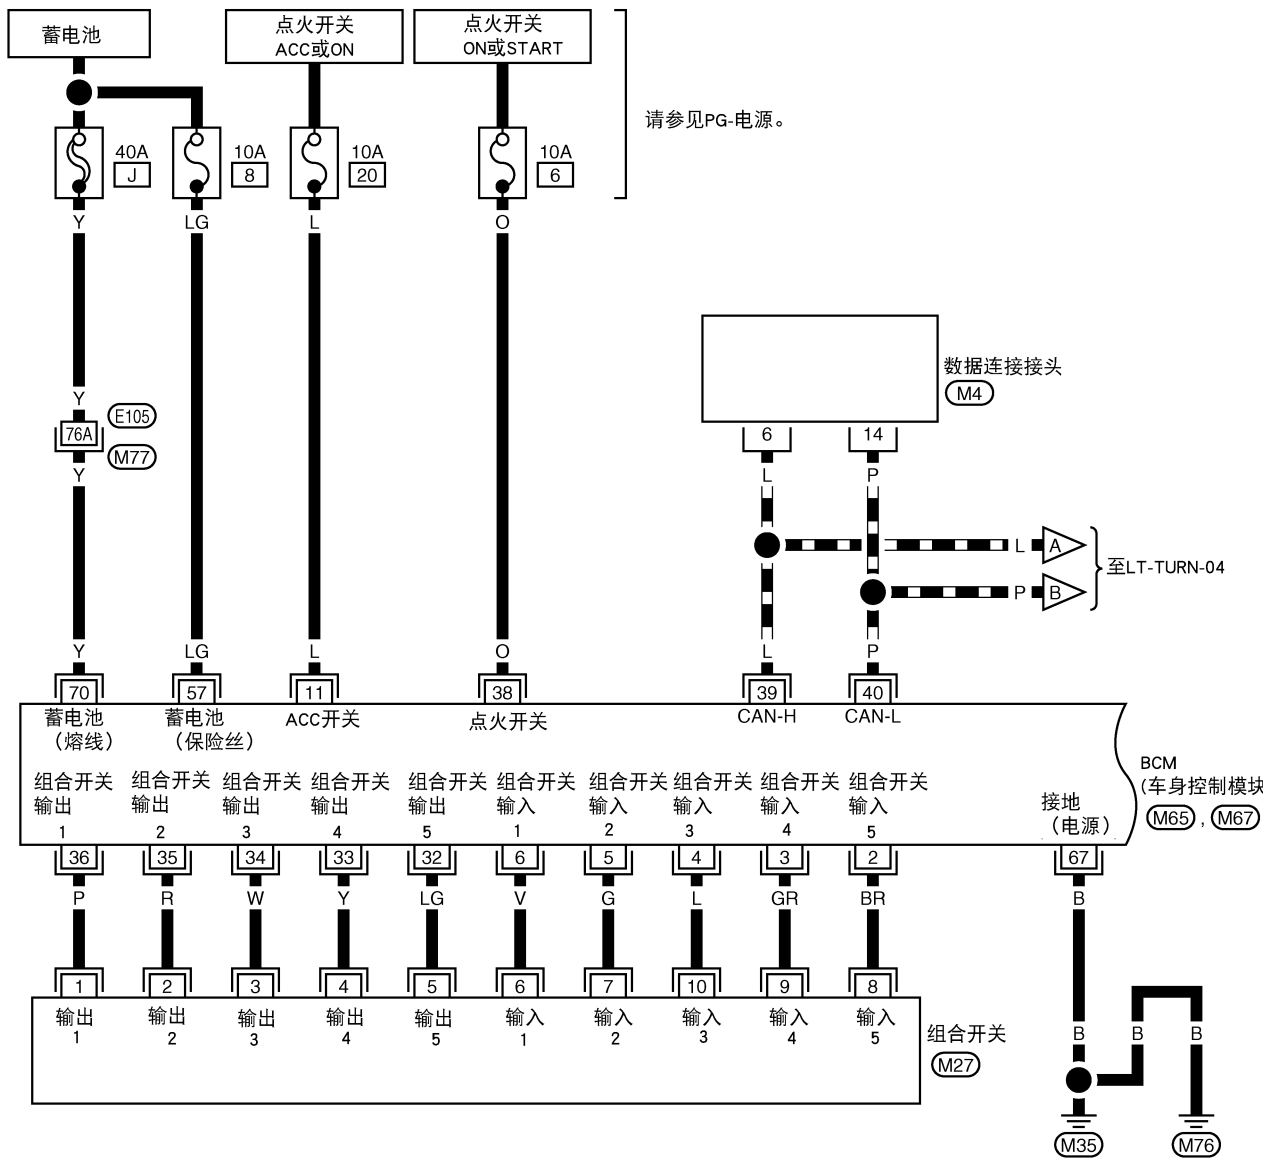 蓄电池
点火开关
ACC或ON
点火开关
ON或START
请参见PG-电源。
40A
J
10A
8
10A
20
10A
6
Y
LG
L
O
数据连接接头
M4
Y
E105
76A
M77
Y
6
14
L
P
L
A
至LT-TURN-04
P
B
Y
LG
L
O
L
P
70
57
11
38
39
40
蓄电池
(熔线)
蓄电池
(保险丝)
ACC开关
点火开关
CAN-H
CAN-L
BCM
(车身控制模块
M65 , M67
组合开关
输出
1
组合开关
输出
2
组合开关
输出
3
组合开关
输出
4
组合开关
输出
5
组合开关
输入
1
组合开关
输入
2
组合开关
输入
3
组合开关
输入
4
组合开关
输入
5
接地
(电源)
36
35
34
33
32
6
5
4
3
2
67
P
R
W
Y
LG
V
G
L
GR
BR
B
1
2
3
4
5
6
7
10
9
8
输出
1
输出
2
输出
3
输出
4
输出
5
输入
1
输入
2
输入
3
输入
4
输入
5
组合开关
M27
B
B
B
M35
M76